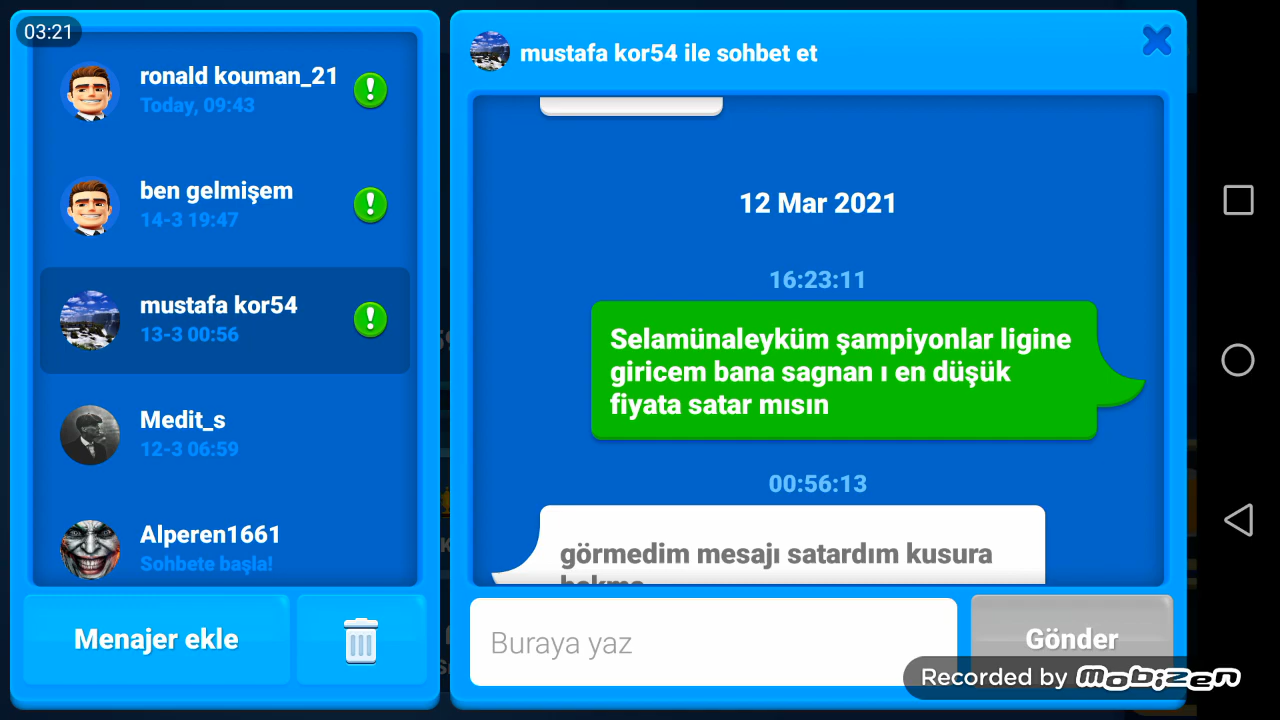 03:21
ronald kouman_21
Today, 09:43
ben gelmişem
14-3 19:47
mustafa kor54
13-3 00:56
Medit_s
12-3 06:59
Alperen1661
Sohbete başla!
Menajer ekle
mustafa kor54 ile sohbet et
12 Mar 2021
16:23:11
Selamünaleyküm şampiyonlar ligine
giricem bana sagnan ı en düşük
fiyata satar mısın
00:56:13
görmedim mesajı satardım kusura
bakma
Buraya yaz
Gönder
Recorded by mobizen